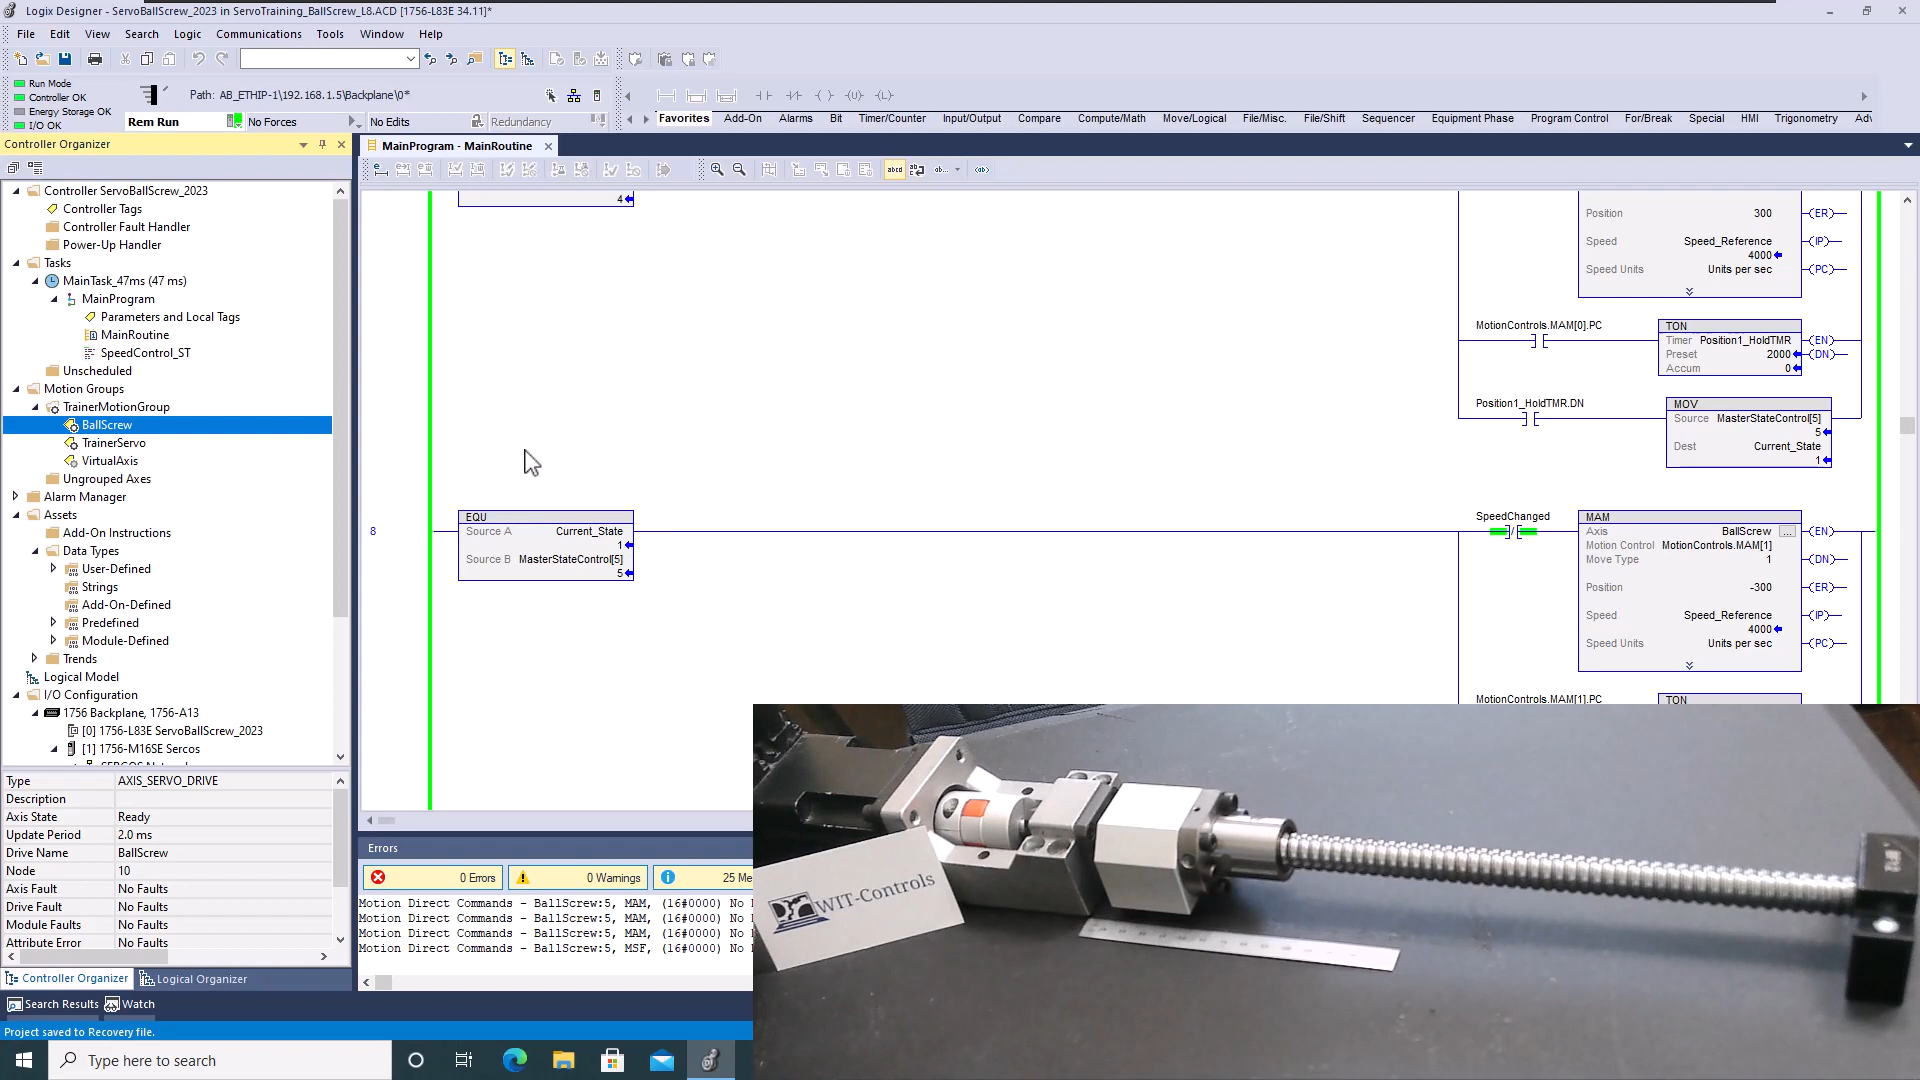 Logix Designer - ServoBallScrew_2023 in ServoTraining_BallScrew_L8.ACD [1756-L83E 34.11]*
File Edit View Search Logic Communications Tools Window Help
Run Mode
Controller OK
Energy Storage OK
I/O OK
Path: AB_ETHIP-1\192.168.1.5\Backplane\0*
Rem Run No Forces No Edits Redundancy
Favorites Add-On Alarms Bit Timer/Counter Input/Output Compare Compute/Math Move/Logical File/Misc. File/Shift Sequencer Equipment Phase Program Control For/Break Special HMI Trigonometry Adv
Controller Organizer
Controller ServoBallScrew_2023
Controller Tags
Controller Fault Handler
Power-Up Handler
Tasks
MainTask_47ms (47 ms)
MainProgram
Parameters and Local Tags
MainRoutine
SpeedControl_ST
Unscheduled
Motion Groups
TrainerMotionGroup
BallScrew
TrainerServo
VirtualAxis
Ungrouped Axes
Alarm Manager
Assets
Add-On Instructions
Data Types
User-Defined
Strings
Add-On-Defined
Predefined
Module-Defined
Trends
Logical Model
I/O Configuration
1756 Backplane, 1756-A13
[0] 1756-L83E ServoBallScrew_2023
[1] 1756-M16SE Sercos
Type AXIS_SERVO_DRIVE
Description
Axis State Ready
Update Period 2.0 ms
Drive Name BallScrew
Node 10
Axis Fault No Faults
Drive Fault No Faults
Module Faults No Faults
Attribute Error No Faults
Controller Organizer Logical Organizer
Search Results Watch
Project saved to Recovery file.
Type here to search
MainProgram - MainRoutine
4
Position 300 (ER)
Speed Speed_Reference (IP)
4000
Speed Units Units per sec (PC)
MotionControls.MAM[0].PC
TON
Timer Position1_HoldTMR (EN)
Preset 2000 (DN)
Accum 0
Position1_HoldTMR.DN
MOV
Source MasterStateControl[5]
5
Dest Current_State
1
8
EQU
Source A Current_State
1
Source B MasterStateControl[5]
5
SpeedChanged
MAM
Axis BallScrew ... (EN)
Motion Control MotionControls.MAM[1]
Move Type 1 (DN)
Position -300 (ER)
Speed Speed_Reference (IP)
4000
Speed Units Units per sec (PC)
MotionControls.MAM[1].PC
TON
Errors
0 Errors 0 Warnings 25 Me
Motion Direct Commands - BallScrew:5, MAM, (16#0000) No
Motion Direct Commands - BallScrew:5, MAM, (16#0000) No
Motion Direct Commands - BallScrew:5, MAM, (16#0000) No
Motion Direct Commands - BallScrew:5, MSF, (16#0000) No
WIT-Controls